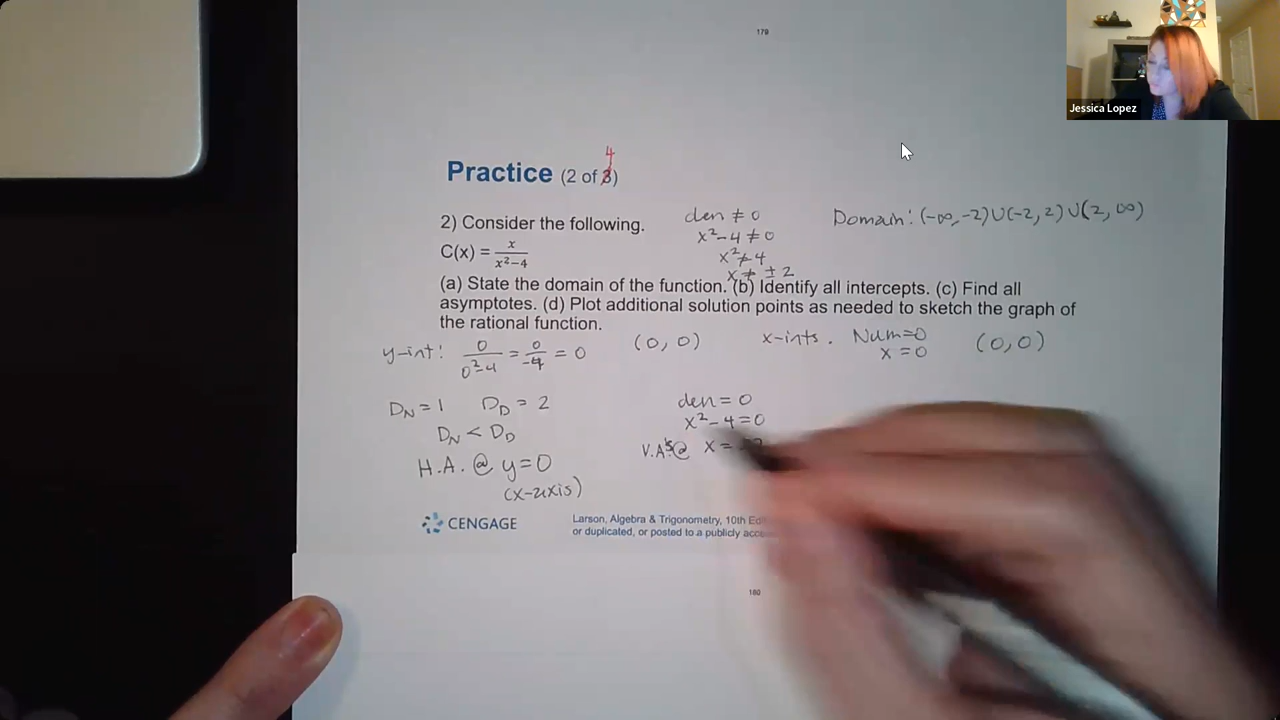 179
Jessica Lopez
4
Practice (2 of 3)
2) Consider the following.
C(x) = x/(x²-4)
den ≠ 0
x²-4 ≠ 0
x² ≠ 4
x ≠ ±2
Domain: (-∞, -2)∪(-2, 2)∪(2, ∞)
(a) State the domain of the function. (b) Identify all intercepts. (c) Find all
asymptotes. (d) Plot additional solution points as needed to sketch the graph of
the rational function.
y-int: 0/(0²-4) = 0/-4 = 0 (0, 0)
x-ints. Num=0
x=0
(0, 0)
D_N = 1 D_D = 2
D_N < D_D
H.A. @ y=0
(x-axis)
den = 0
x²-4=0
V.A.'s @ x =
CENGAGE
Larson, Algebra & Trigonometry, 10th
or duplicated, or posted to a publicly
180